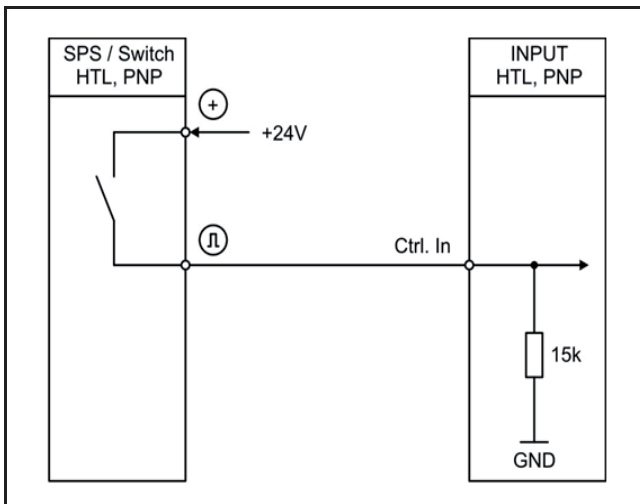 SPS / Switch
HTL, PNP
INPUT
HTL, PNP
+
+24V
Ctrl. In
15k
GND